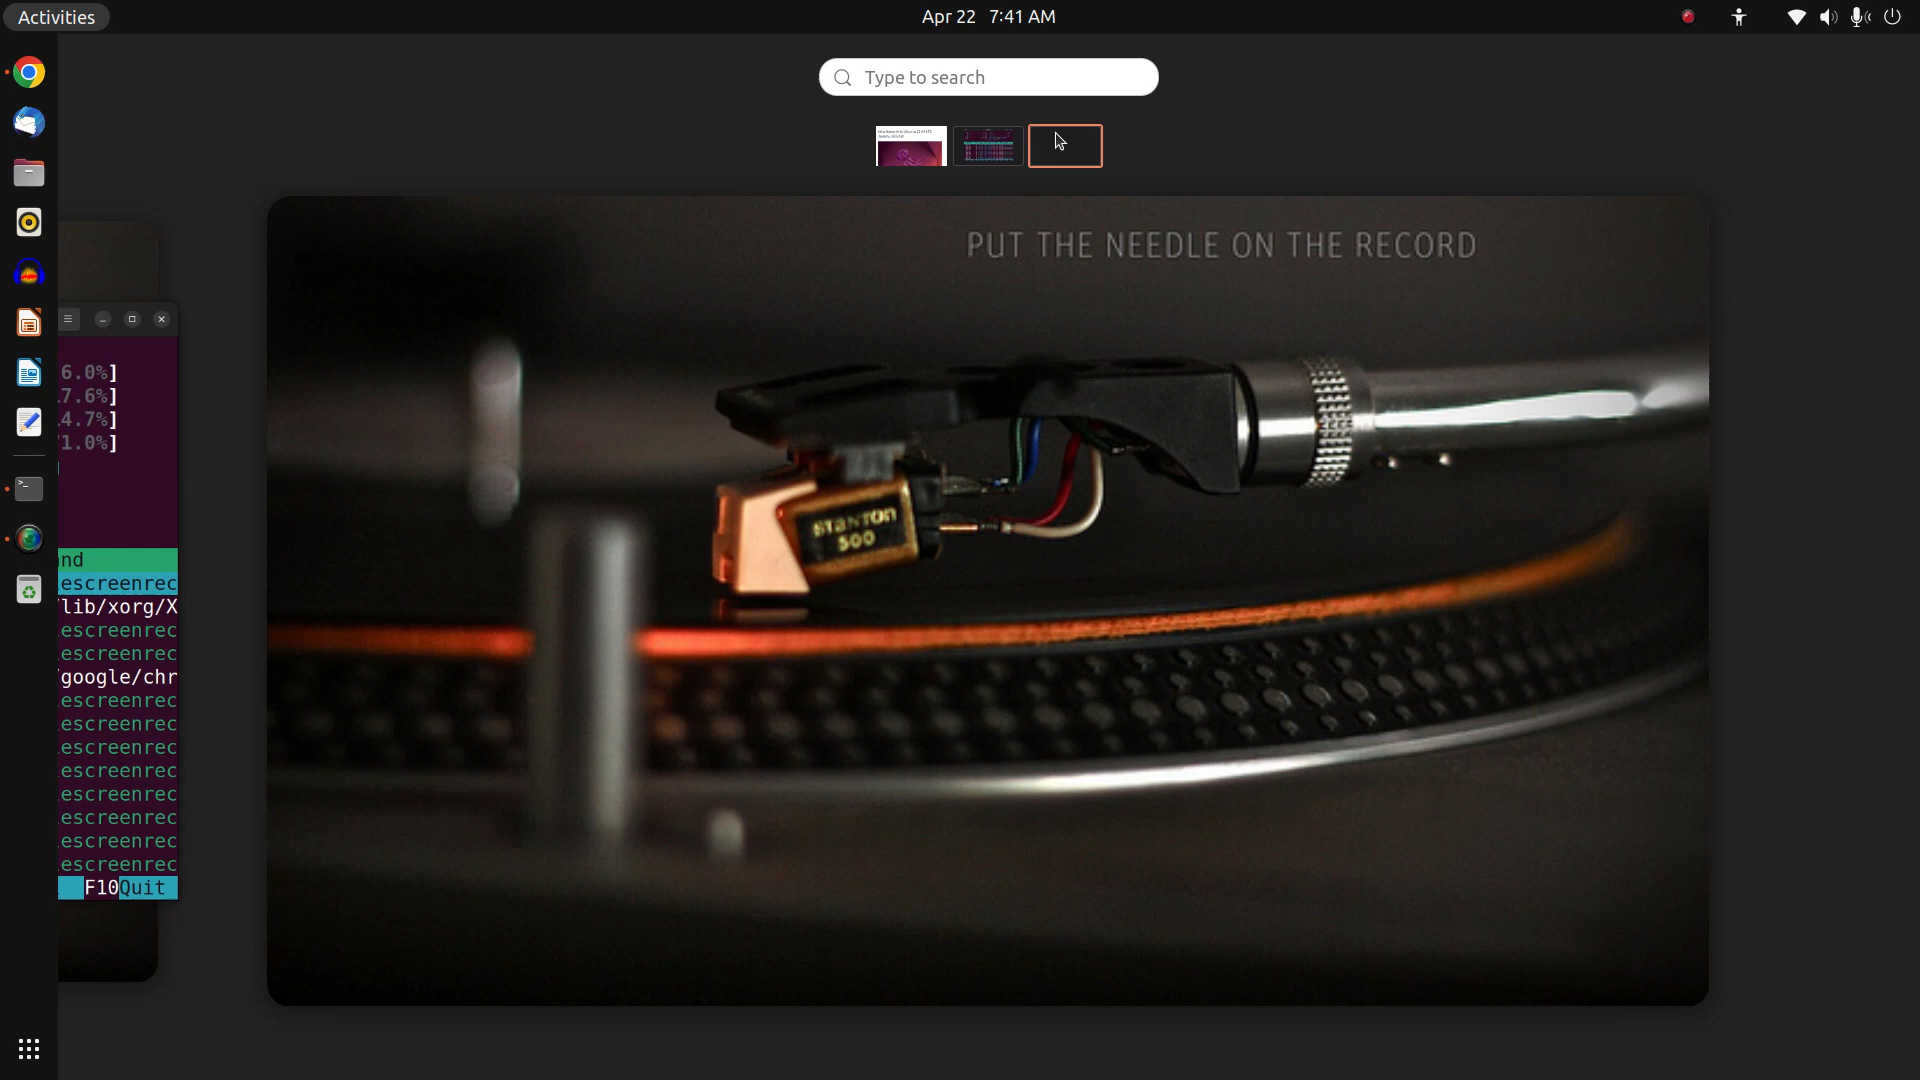 Activities
Apr 22 7:41 AM
Type to search
PUT THE NEEDLE ON THE RECORD
STANTON
500
6.0%]
7.6%]
4.7%]
1.0%]
nd
escreenrec
/lib/xorg/X
escreenrec
escreenrec
/google/chr
escreenrec
escreenrec
escreenrec
escreenrec
escreenrec
escreenrec
escreenrec
escreenrec
F10Quit